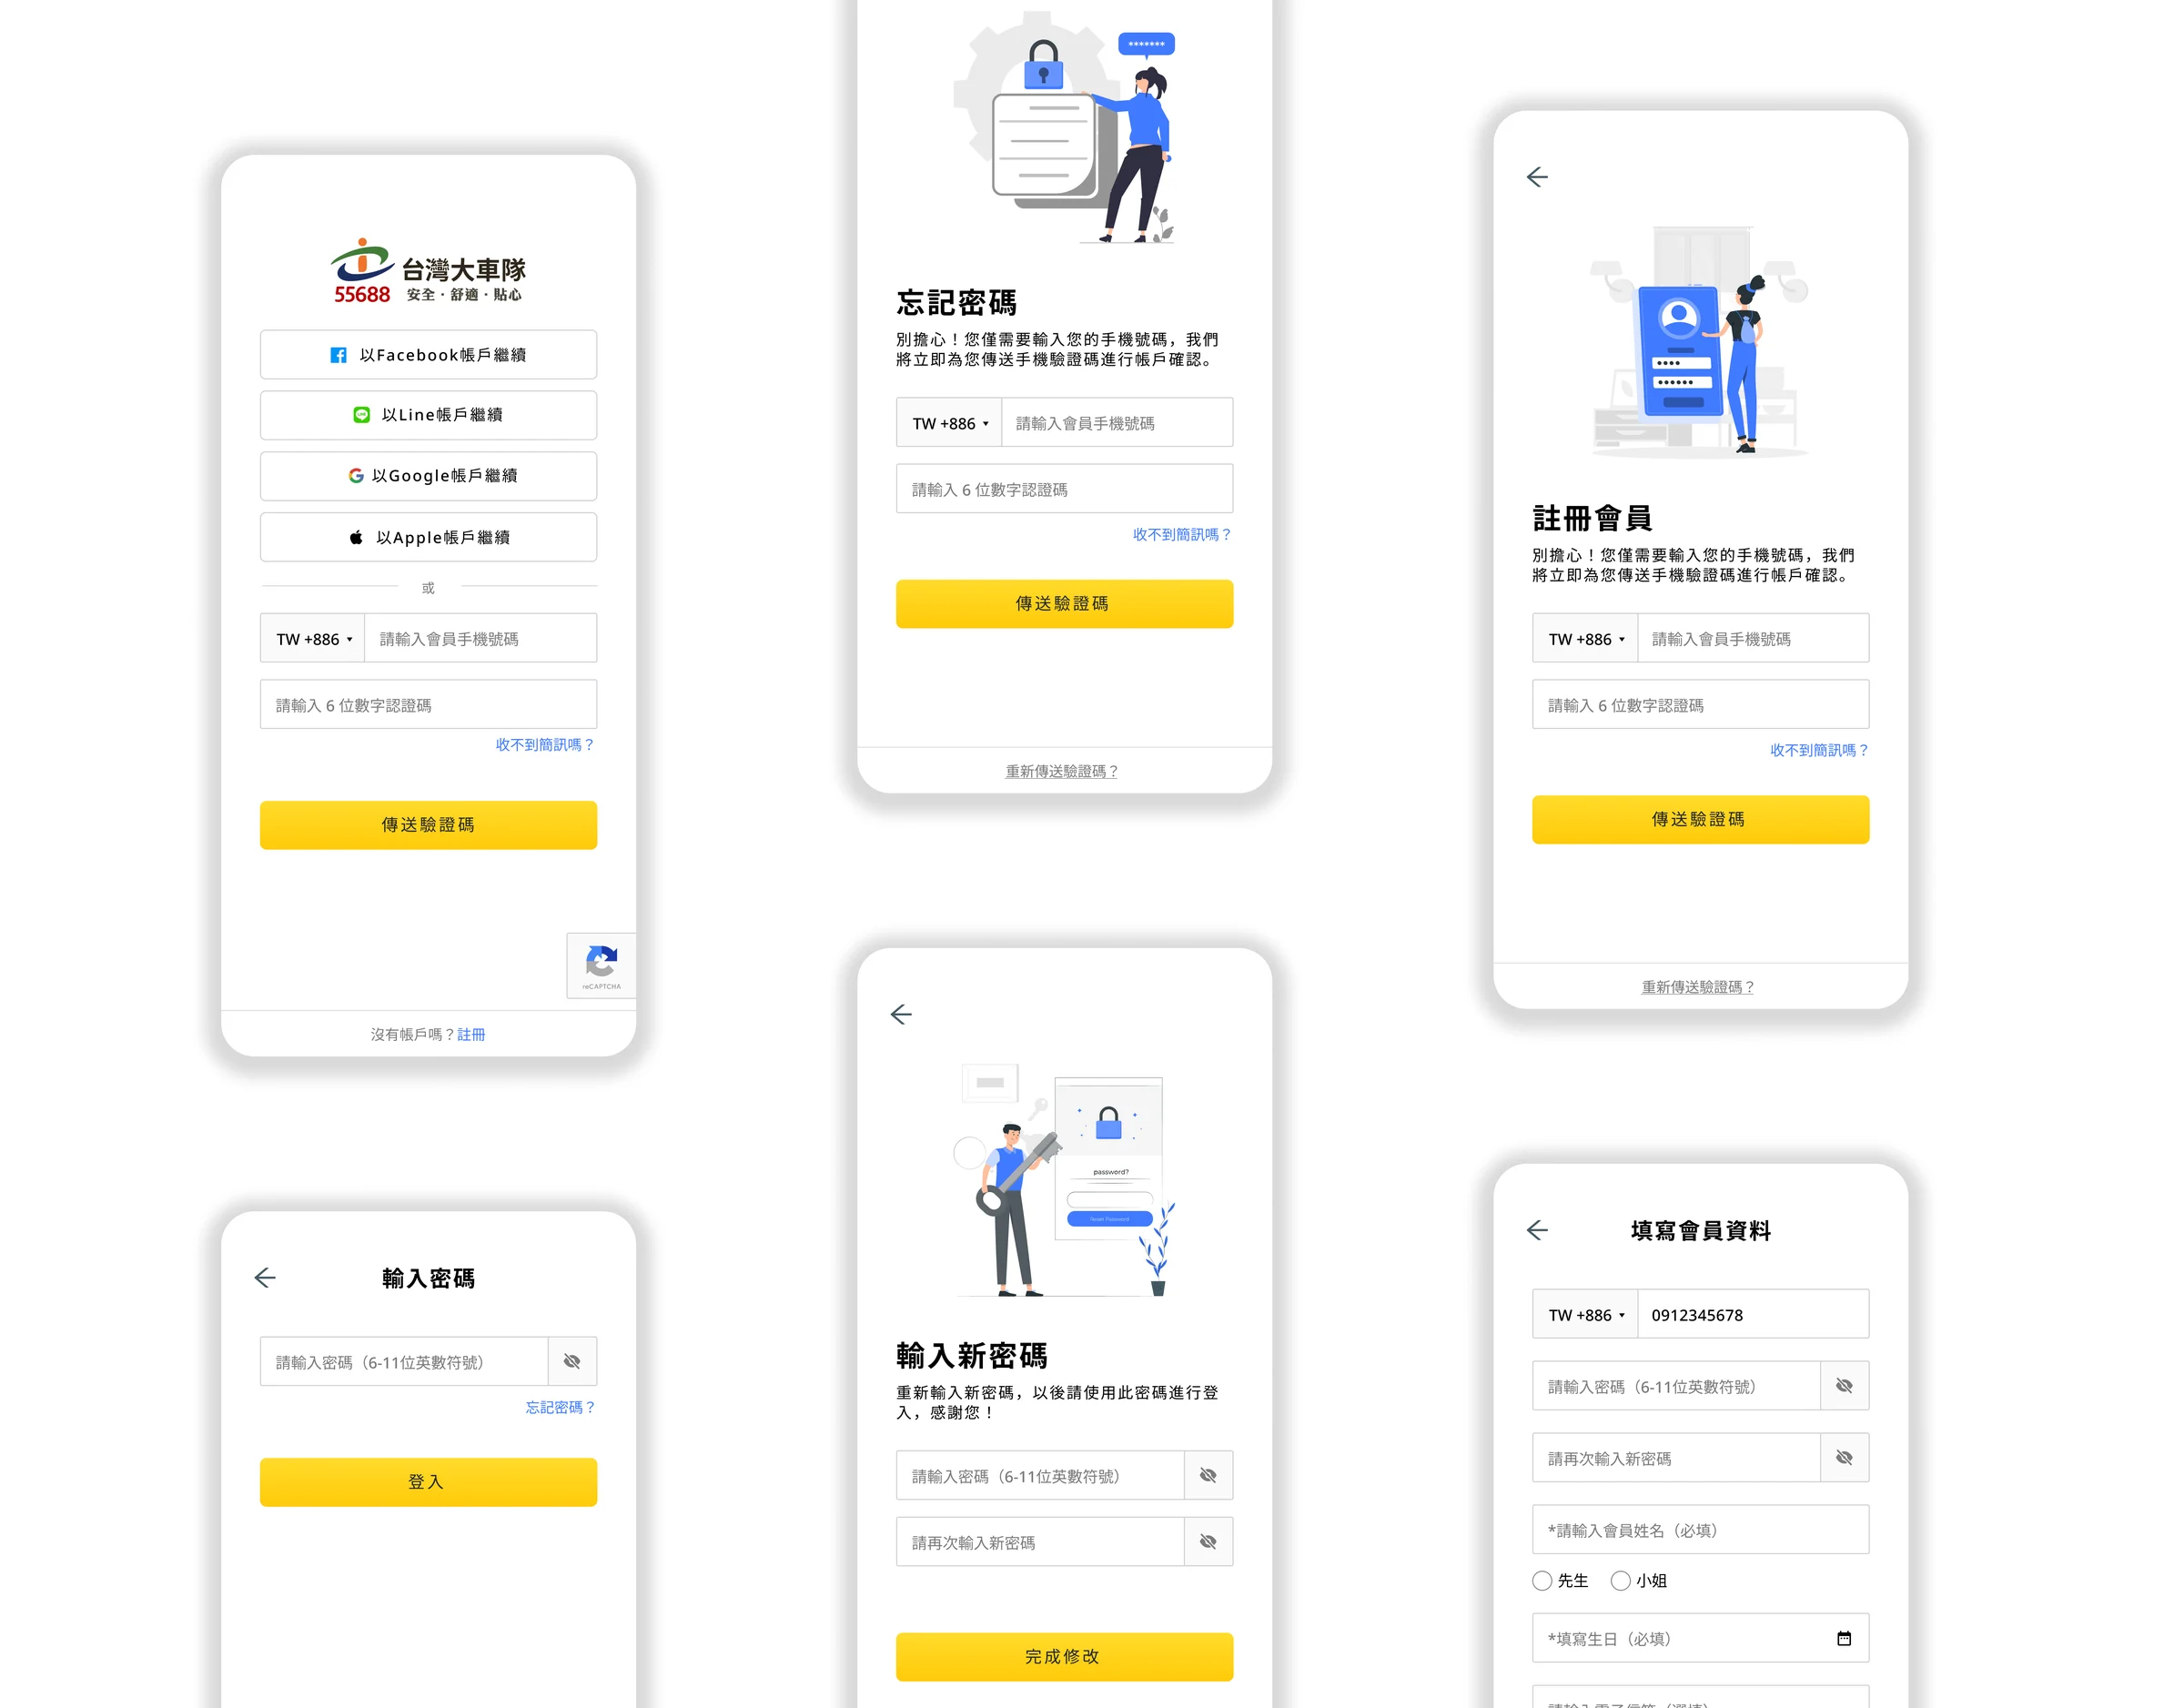 台灣大車隊
55688 安全・舒適・貼心
以Facebook帳戶繼續
以Line帳戶繼續
以Google帳戶繼續
以Apple帳戶繼續
或
TW +886 請輸入會員手機號碼
請輸入 6 位數字認證碼
收不到簡訊嗎？
傳送驗證碼
reCAPTCHA
沒有帳戶嗎？註冊
輸入密碼
請輸入密碼（6-11位英數符號）
忘記密碼？
登入
*******
忘記密碼
別擔心！您僅需要輸入您的手機號碼，我們
將立即為您傳送手機驗證碼進行帳戶確認。
TW +886 請輸入會員手機號碼
請輸入 6 位數字認證碼
收不到簡訊嗎？
傳送驗證碼
重新傳送驗證碼？
password?
Reset Password
輸入新密碼
重新輸入新密碼，以後請使用此密碼進行登
入，感謝您！
請輸入密碼（6-11位英數符號）
請再次輸入新密碼
完成修改
註冊會員
別擔心！您僅需要輸入您的手機號碼，我們
將立即為您傳送手機驗證碼進行帳戶確認。
TW +886 請輸入會員手機號碼
請輸入 6 位數字認證碼
收不到簡訊嗎？
傳送驗證碼
重新傳送驗證碼？
填寫會員資料
TW +886 0912345678
請輸入密碼（6-11位英數符號）
請再次輸入新密碼
*請輸入會員姓名（必填）
先生 小姐
*填寫生日（必填）